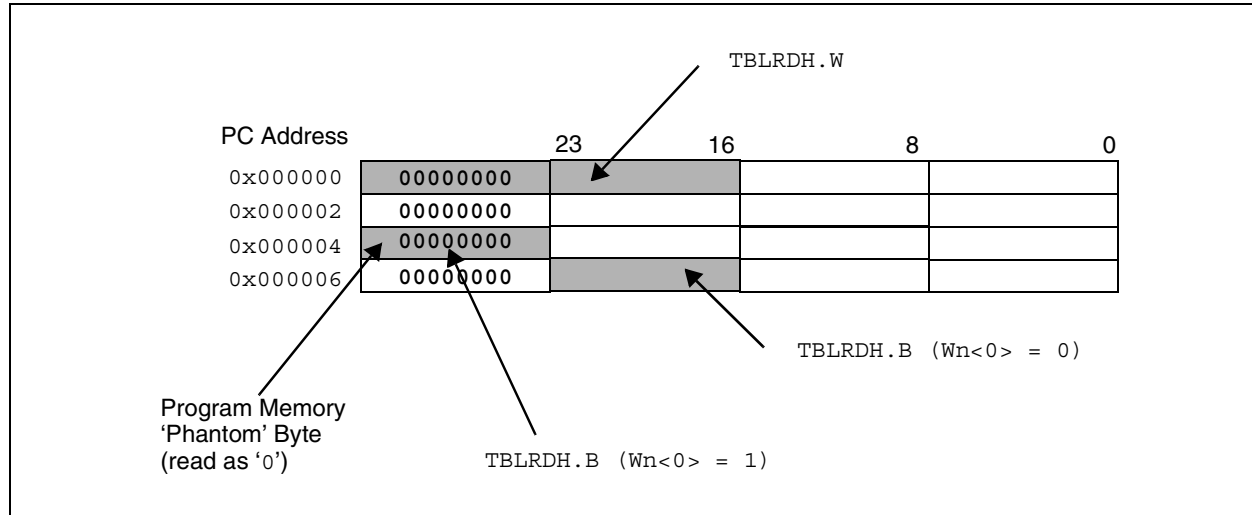 TBLRDH.W
PC Address
23 16 8 0
0x000000 00000000
0x000002 00000000
0x000004 00000000
0x000006 00000000
TBLRDH.B (Wn<0> = 0)
Program Memory
‘Phantom’ Byte
(read as ‘0’)
TBLRDH.B (Wn<0> = 1)